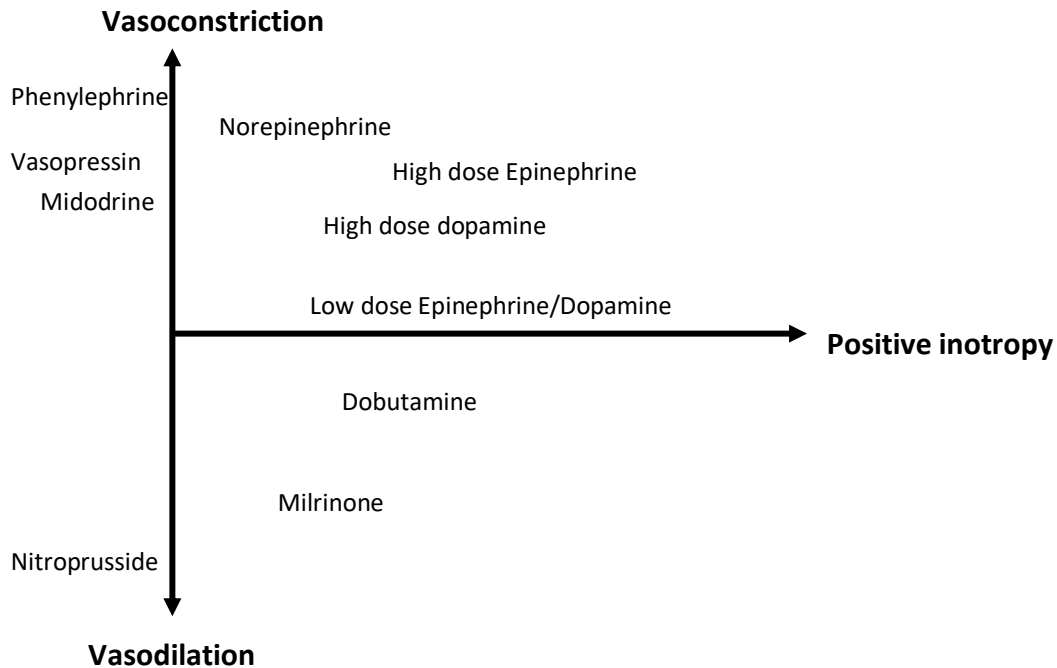 Vasoconstriction
Phenylephrine
Norepinephrine
Vasopressin
High dose Epinephrine
Midodrine
High dose dopamine
Low dose Epinephrine/Dopamine
Positive inotropy
Dobutamine
Milrinone
Nitroprusside
Vasodilation